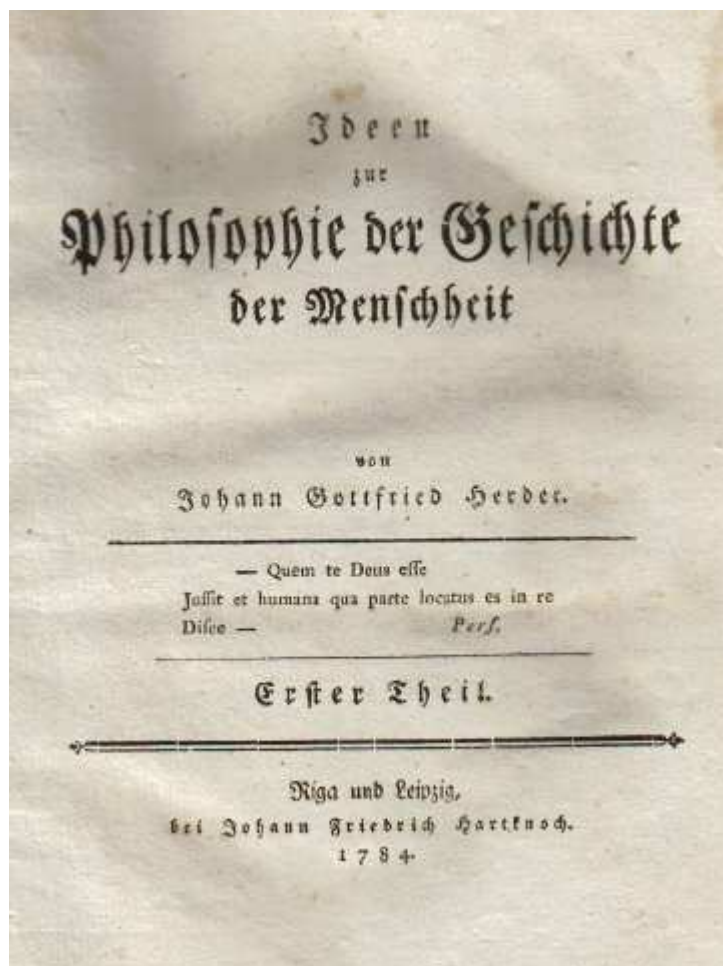 Ideen
zur
Philoſophie der Geſchichte
der Menſchheit
von
Johann Gottfried Herder.
— Quem te Deus eſſe
Juſſit et humana qua parte locatus es in re
Diſce — Perſ.
Erſter Theil.
Riga und Leipzig,
bei Johann Friedrich Hartknoch.
1784.